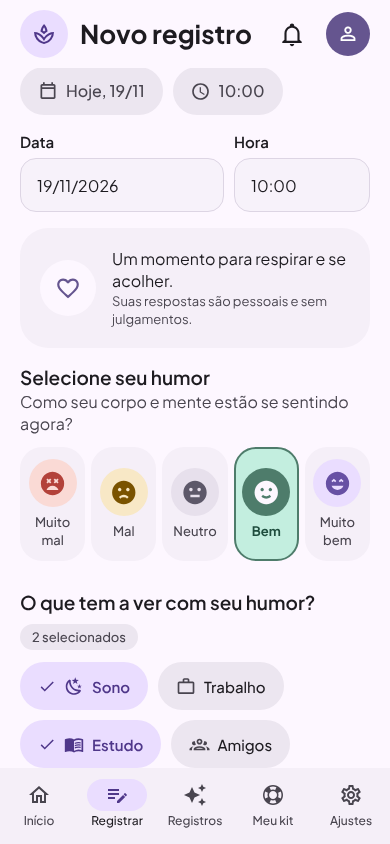 Novo registro
Hoje, 19/11
10:00
Data
Hora
19/11/2026
10:00
Um momento para respirar e se
acolher.
Suas respostas são pessoais e sem
julgamentos.
Selecione seu humor
Como seu corpo e mente estão se sentindo
agora?
Muito
mal
Mal
Neutro
Bem
Muito
bem
O que tem a ver com seu humor?
2 selecionados
Sono
Trabalho
Estudo
Amigos
Início
Registrar
Registros
Meu kit
Ajustes